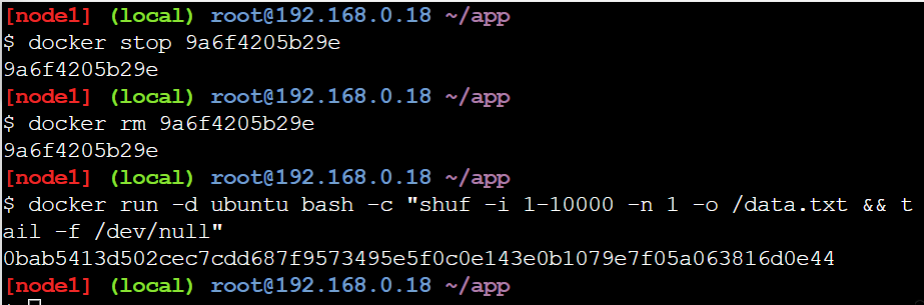 [node1] (local) root@192.168.0.18 ~/app
$ docker stop 9a6f4205b29e
9a6f4205b29e
[node1] (local) root@192.168.0.18 ~/app
$ docker rm 9a6f4205b29e
9a6f4205b29e
[node1] (local) root@192.168.0.18 ~/app
$ docker run -d ubuntu bash -c "shuf -i 1-10000 -n 1 -o /data.txt && t
ail -f /dev/null"
0bab5413d502cec7cdd687f9573495e5f0c0e143e0b1079e7f05a063816d0e44
[node1] (local) root@192.168.0.18 ~/app